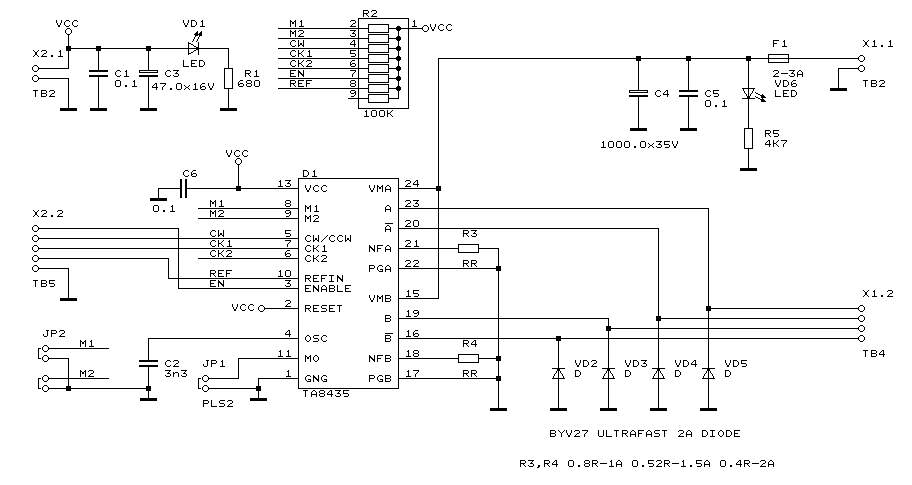 VCC
VD1
LED
X2.1
TB2
C1
0.1
C3
47.0x16V
R1
680
R2
M1 2
M2 3
CW 4
CK1 5
CK2 6
EN 7
REF 8
9
1 VCC
100K
F1
2-3A
X1.1
TB2
VD6
LED
C4
1000.0x35V
C5
0.1
R5
4K7
VCC
C6
0.1
D1
13 VCC
8 M1
9 M2
5 CW/CCW
7 CK1
6 CK2
10 REFIN
3 ENABLE
2 RESET
4 OSC
11 MO
1 GNG
VMA 24
A 23
A 20
NFA 21
PGA 22
VMB 15
B 19
B 16
NFB 18
PGB 17
TA8435
M1
M2
X2.2
CW
CK1
CK2
REF
EN
TB5
VCC
R3
RR
R4
RR
X1.2
TB4
JP2
M1
M2
C2
3n3
JP1
PLS2
VD2
D
VD3
D
VD4
D
VD5
D
BYV27 ULTRAFAST 2A DIODE
R3,R4 0.8R-1A 0.52R-1.5A 0.4R-2A